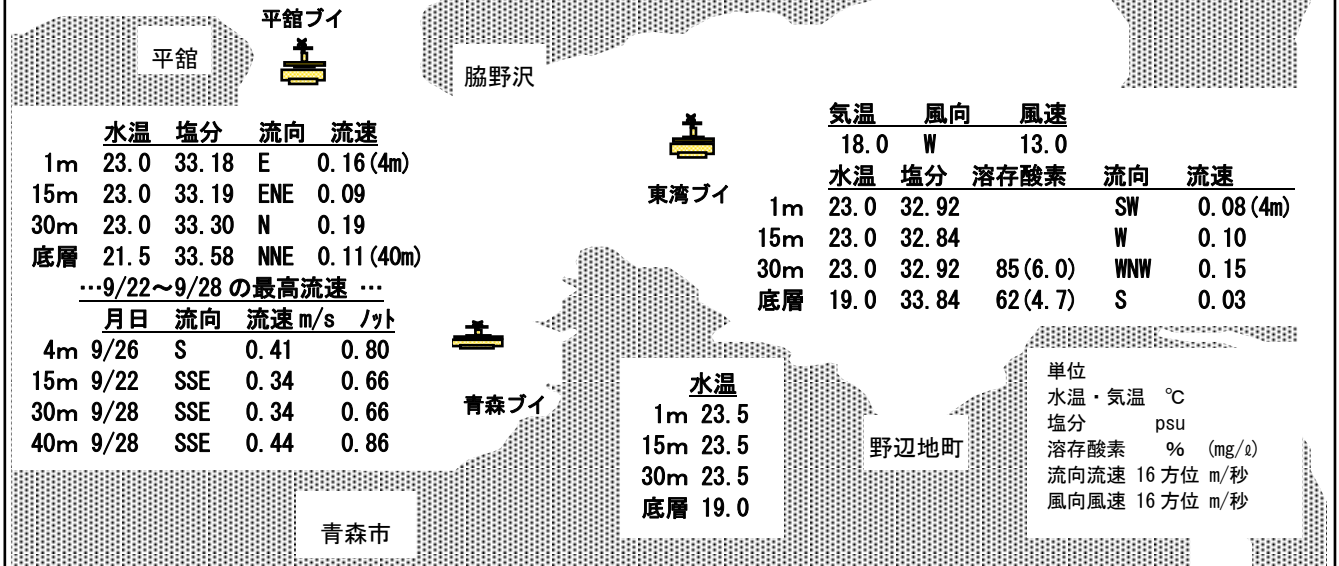 平舘ブイ
平舘
脇野沢
水温 塩分 流向 流速
1m 23.0 33.18 E 0.16(4m)
15m 23.0 33.19 ENE 0.09
30m 23.0 33.30 N 0.19
底層 21.5 33.58 NNE 0.11(40m)
…9/22～9/28の最高流速…
月日 流向 流速m/s ノット
4m 9/26 S 0.41 0.80
15m 9/22 SSE 0.34 0.66
30m 9/28 SSE 0.34 0.66
40m 9/28 SSE 0.44 0.86
東湾ブイ
気温 風向 風速
18.0 W 13.0
水温 塩分 溶存酸素 流向 流速
1m 23.0 32.92 SW 0.08(4m)
15m 23.0 32.84 W 0.10
30m 23.0 32.92 85(6.0) WNW 0.15
底層 19.0 33.84 62(4.7) S 0.03
青森ブイ
水温
1m 23.5
15m 23.5
30m 23.5
底層 19.0
野辺地町
青森市
単位
水温・気温 ℃
塩分 psu
溶存酸素 % (mg/ℓ)
流向流速 16方位 m/秒
風向風速 16方位 m/秒